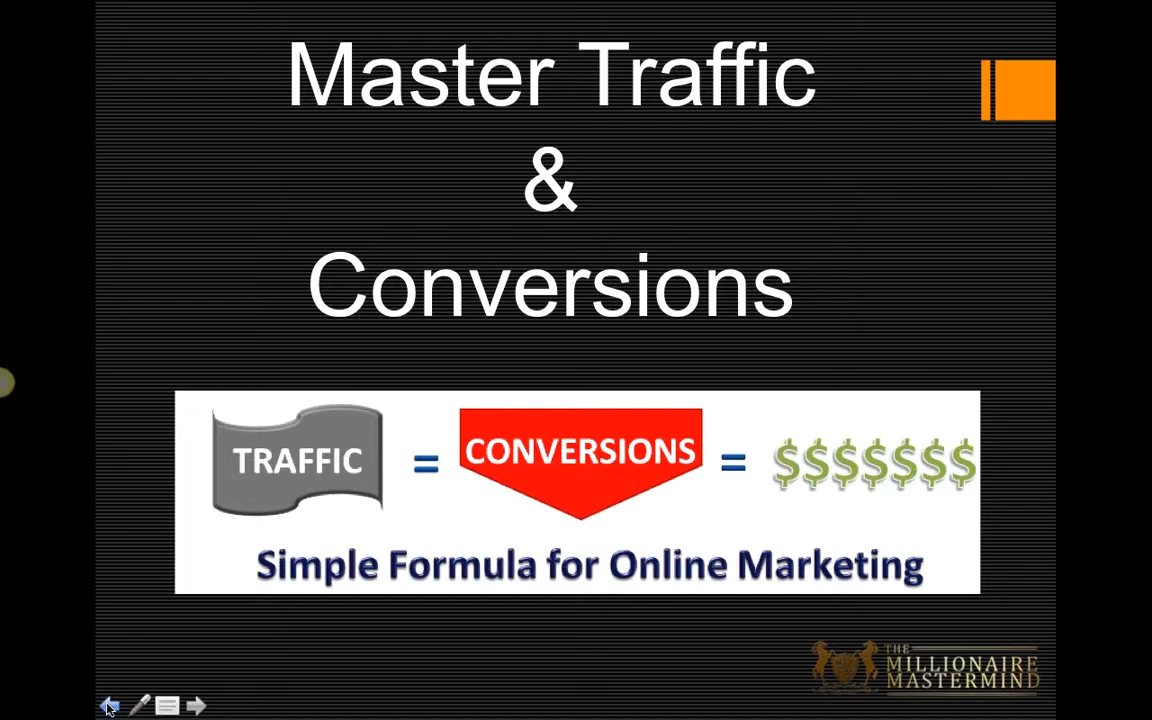 Master Traffic
&
Conversions
TRAFFIC = CONVERSIONS = $$$$$$$
Simple Formula for Online Marketing
THE
MILLIONAIRE
MASTERMIND